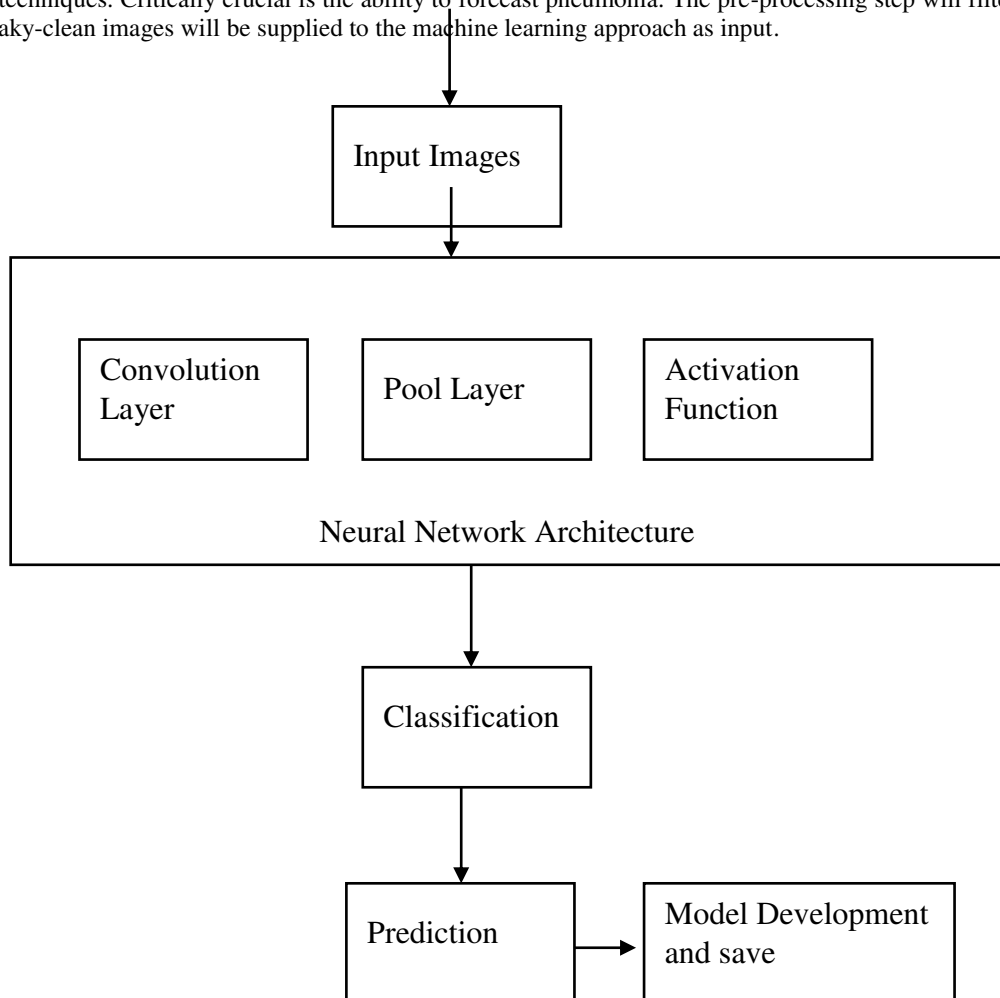 techniques. Critically crucial is the ability to forecast pneumonia. The pre-processing step will
aky-clean images will be supplied to the machine learning approach as input.
Input Images
Convolution
Layer
Pool Layer
Activation
Function
Neural Network Architecture
Classification
Prediction
Model Development
and save